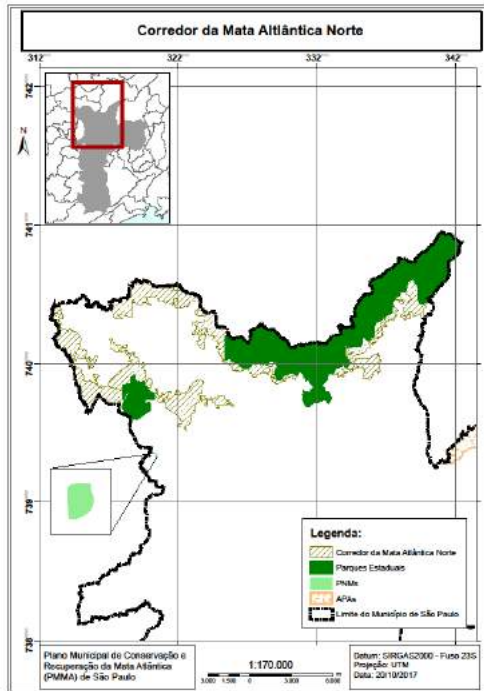 Corredor da Mata Altlântica Norte
312
322
332
342
742
N
741
740
739
738
Legenda:
Corredor da Mata Atlântica Norte
Parques Estaduais
PNMs
APAs
Limite do Município de São Paulo
Plano Municipal de Conservação e
Recuperação da Mata Atlântica
(PMMA) de São Paulo
1:170.000
Datum: SIRGAS2000 - Fuso 23S
Projeção: UTM
Data: 20/10/2017